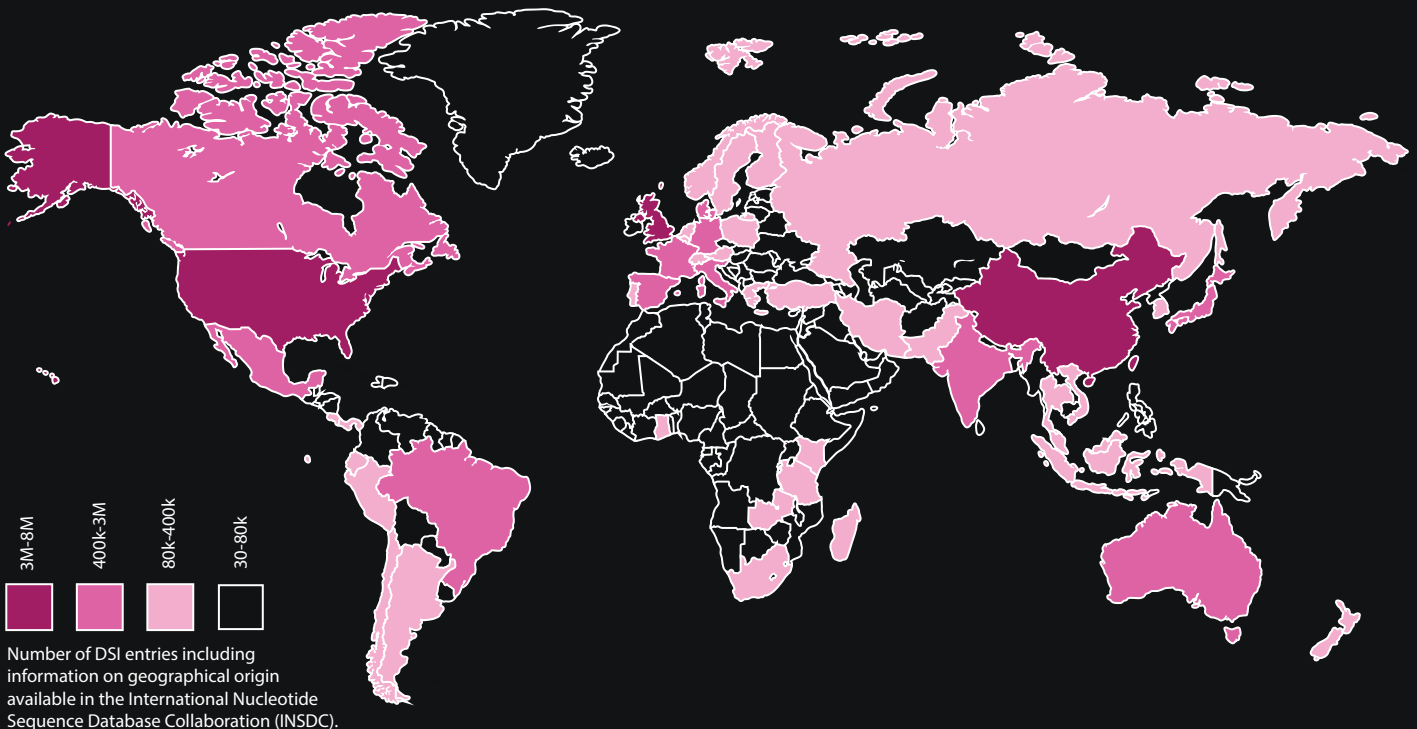 3M-8M
400k-3M
80k-400k
30-80k
Number of DSI entries including
information on geographical origin
available in the International Nucleotide
Sequence Database Collaboration (INSDC).